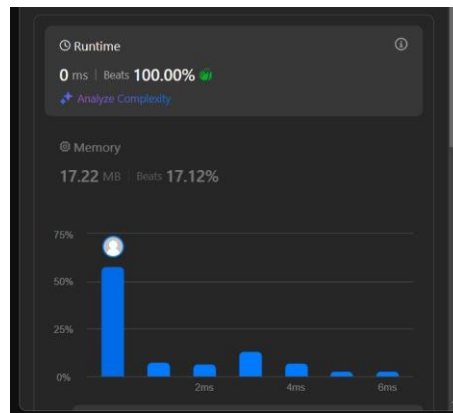 Runtime
0 ms | Beats 100.00%
Analyze Complexity
Memory
17.22 MB | Beats 17.12%
75%
50%
25%
0%
2ms 4ms 6ms